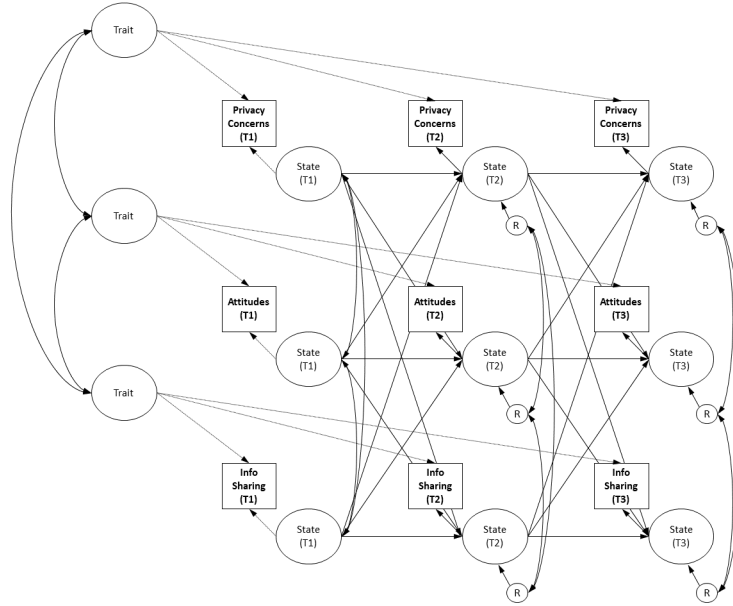 Trait
Privacy
Concerns
(T1)
Privacy
Concerns
(T2)
Privacy
Concerns
(T3)
State
(T1)
State
(T2)
State
(T3)
R
R
Trait
Attitudes
(T1)
Attitudes
(T2)
Attitudes
(T3)
State
(T1)
State
(T2)
State
(T3)
R
R
Trait
Info
Sharing
(T1)
Info
Sharing
(T2)
Info
Sharing
(T3)
State
(T1)
State
(T2)
State
(T3)
R
R